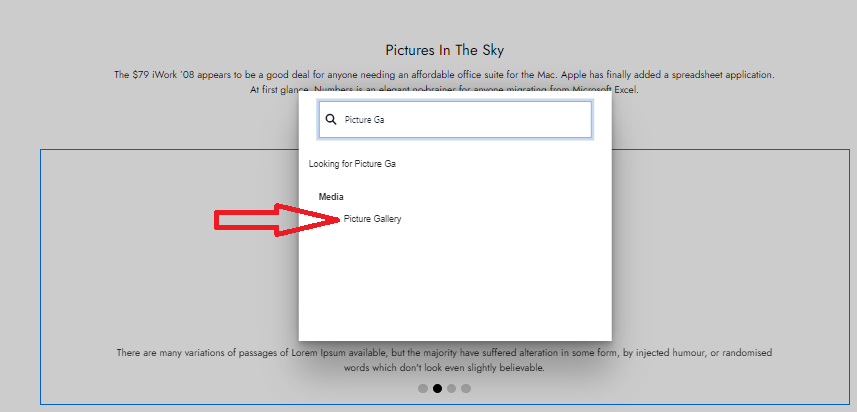 Pictures In The Sky
The $79 iWork '08 appears to be a good deal for anyone needing an affordable office suite for the Mac. Apple has finally added a spreadsheet application.
At first glance, Numbers is an elegant no-brainer for anyone migrating from Microsoft Excel.
Picture Ga
Looking for Picture Ga
Media
Picture Gallery
There are many variations of passages of Lorem Ipsum available, but the majority have suffered alteration in some form, by injected humour, or randomised
words which don't look even slightly believable.